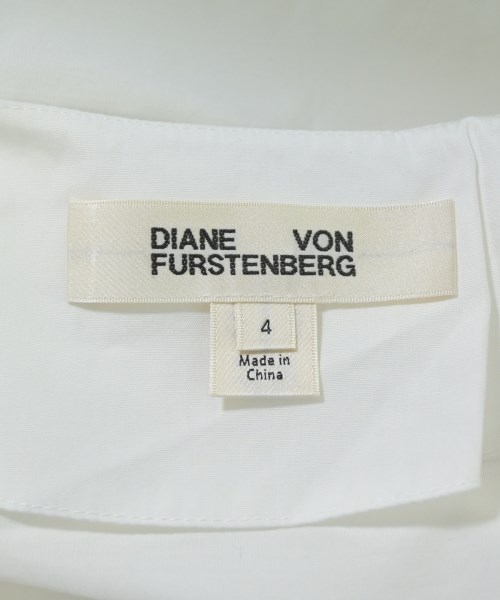 DIANE VON
FURSTENBERG
4
Made in
China